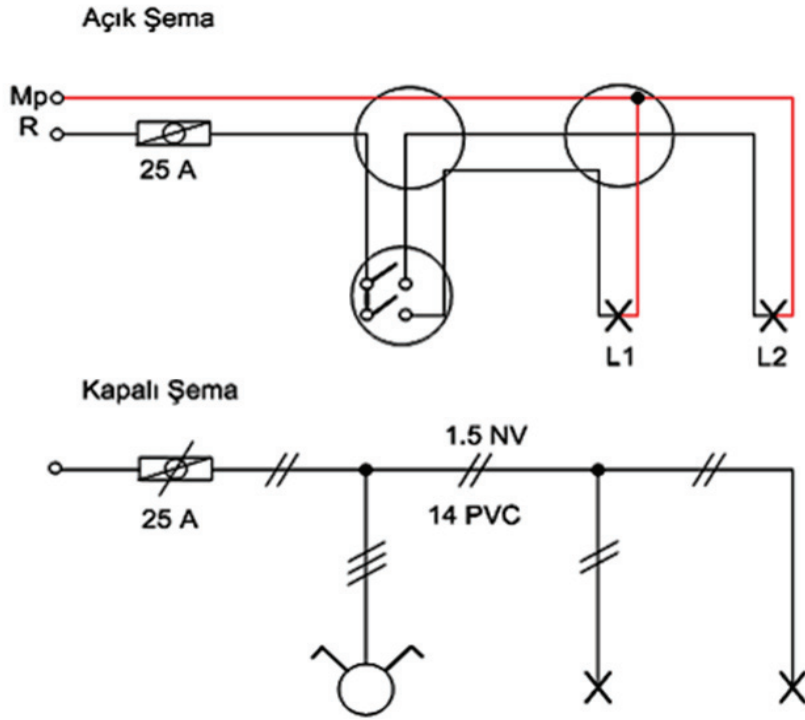 Açık Şema
Mp
R
25 A
L1 L2
Kapalı Şema
1.5 NV
25 A 14 PVC